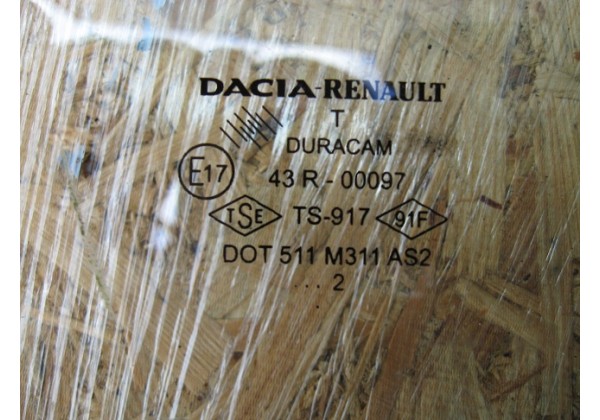 DACIA-RENAULT
T
DURACAM
E17 43 R - 00097
TSE TS-917 91F
DOT 511 M311 AS2
... 2
.